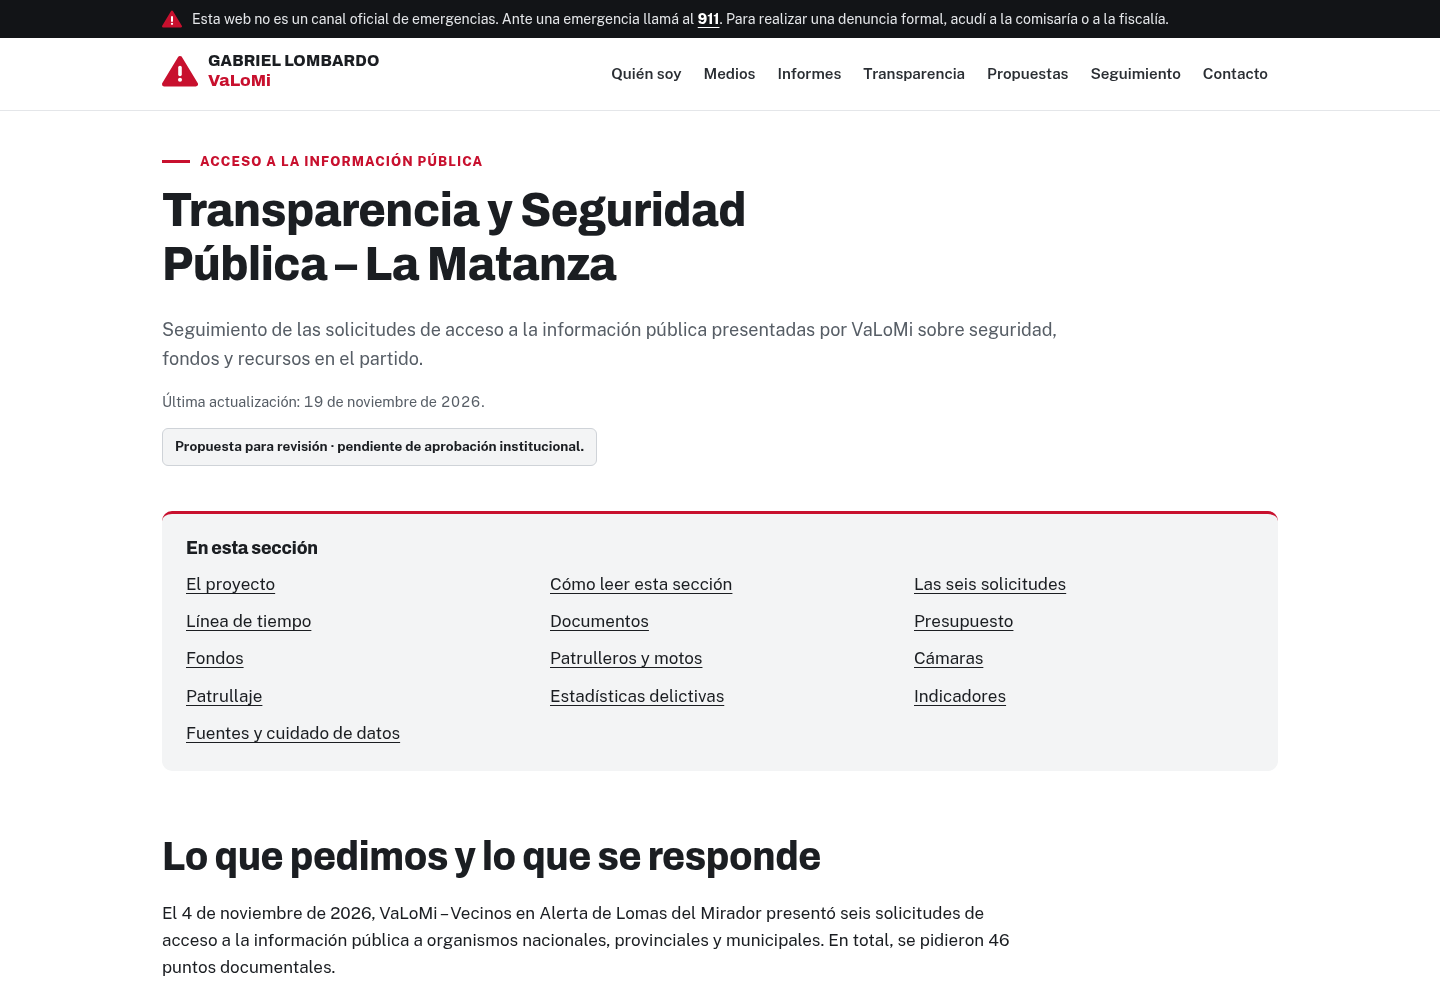 Esta web no es un canal oficial de emergencias. Ante una emergencia llamá al 911. Para realizar una denuncia formal, acudí a la comisaría o a la fiscalía.
GABRIEL LOMBARDO
VaLoMi
Quién soy Medios Informes Transparencia Propuestas Seguimiento Contacto
ACCESO A LA INFORMACIÓN PÚBLICA
Transparencia y Seguridad
Pública – La Matanza
Seguimiento de las solicitudes de acceso a la información pública presentadas por VaLoMi sobre seguridad,
fondos y recursos en el partido.
Última actualización: 19 de noviembre de 2026.
Propuesta para revisión · pendiente de aprobación institucional.
En esta sección
El proyecto Cómo leer esta sección Las seis solicitudes
Línea de tiempo Documentos Presupuesto
Fondos Patrulleros y motos Cámaras
Patrullaje Estadísticas delictivas Indicadores
Fuentes y cuidado de datos
Lo que pedimos y lo que se responde
El 4 de noviembre de 2026, VaLoMi – Vecinos en Alerta de Lomas del Mirador presentó seis solicitudes de
acceso a la información pública a organismos nacionales, provinciales y municipales. En total, se pidieron 46
puntos documentales.